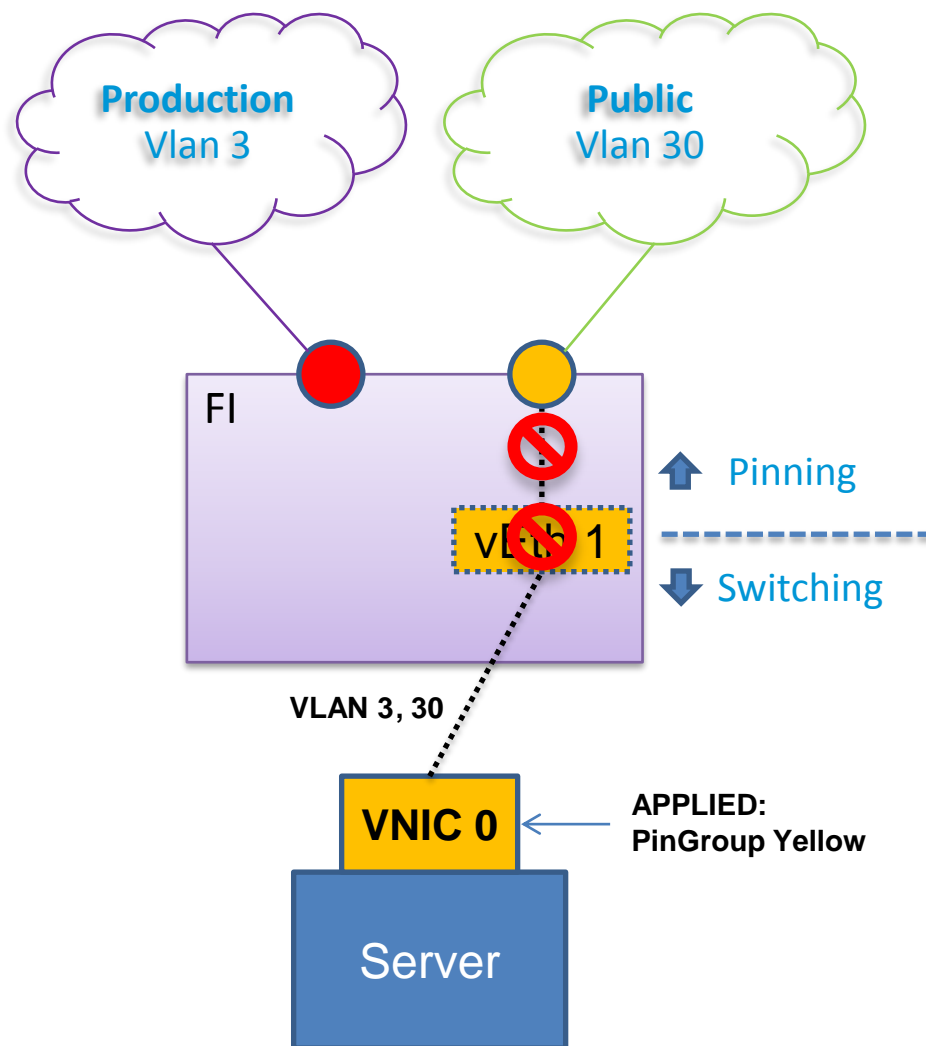 Production
Vlan 3
Public
Vlan 30
FI
Pinning
vEth 1
Switching
VLAN 3, 30
VNIC 0
APPLIED:
PinGroup Yellow
Server